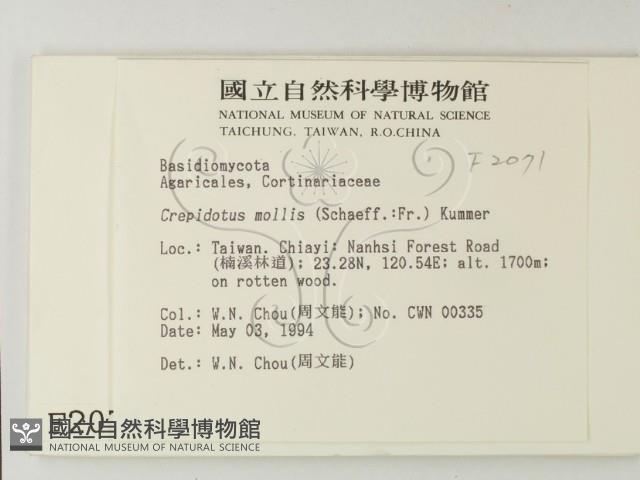 國立自然科學博物館
NATIONAL MUSEUM OF NATURAL SCIENCE
TAICHUNG, TAIWAN, R.O.CHINA
F2071
Basidiomycota
Agaricales, Cortinariaceae
Crepidotus mollis (Schaeff.:Fr.) Kummer
Loc.: Taiwan. Chiayi: Nanhsi Forest Road
(楠溪林道); 23.28N, 120.54E; alt. 1700m;
on rotten wood.
Col.: W.N. Chou(周文能); No. CWN 00335
Date: May 03, 1994
Det.: W.N. Chou(周文能)
國立自然科學博物館
NATIONAL MUSEUM OF NATURAL SCIENCE